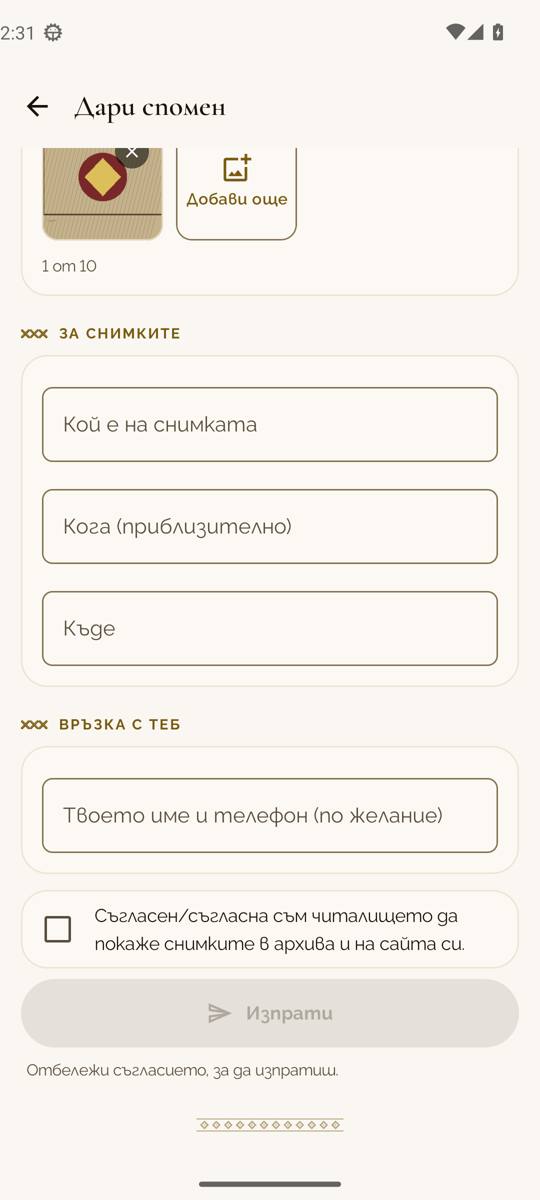 2:31
Дари спомен
Добави още
1 от 10
ЗА СНИМКИТЕ
Кой е на снимката
Кога (приблизително)
Къде
ВРЪЗКА С ТЕБ
Твоето име и телефон (по желание)
Съгласен/съгласна съм читалището да
покаже снимките в архива и на сайта си.
Изпрати
Отбележи съгласието, за да изпратиш.